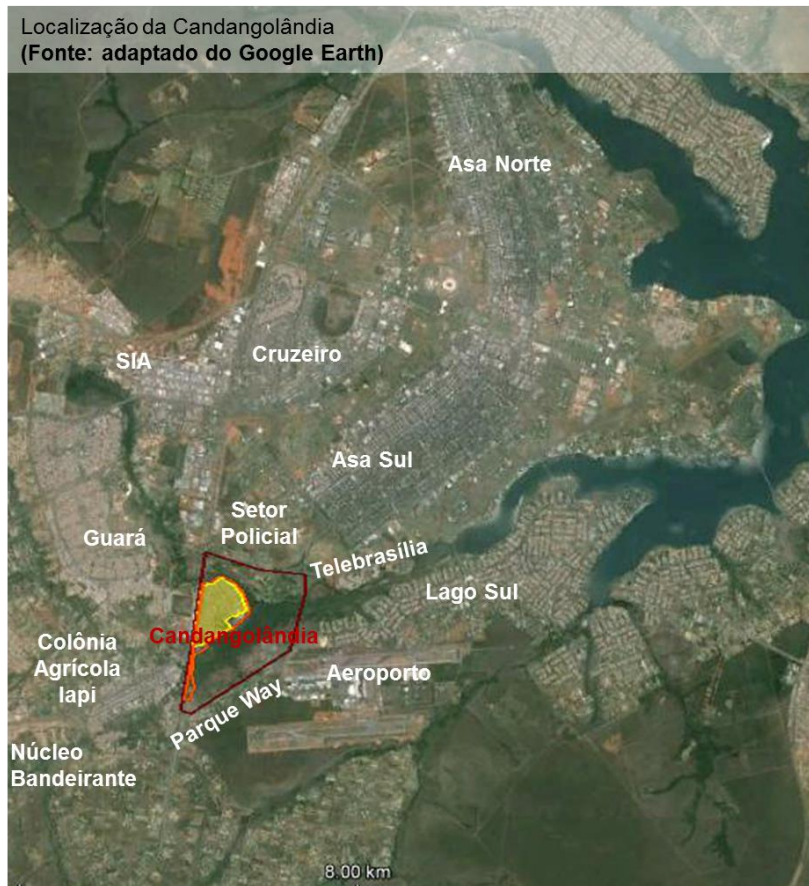 Localização da Candangolândia
(Fonte: adaptado do Google Earth)
Asa Norte
SIA
Cruzeiro
Asa Sul
Setor
Policial
Guará
Telebrasília
Lago Sul
Candangolândia
Colônia
Agrícola
Iapi
Aeroporto
Parque Way
Núcleo
Bandeirante
8.00 km